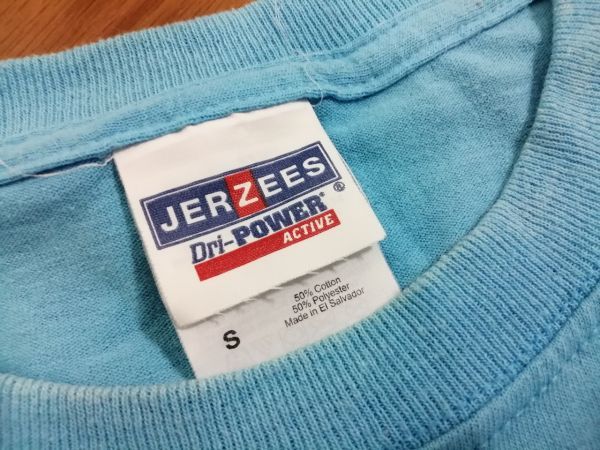 JERZEES®
Dri-POWER®
ACTIVE
S
50% Cotton
50% Polyester
Made in El Salvador